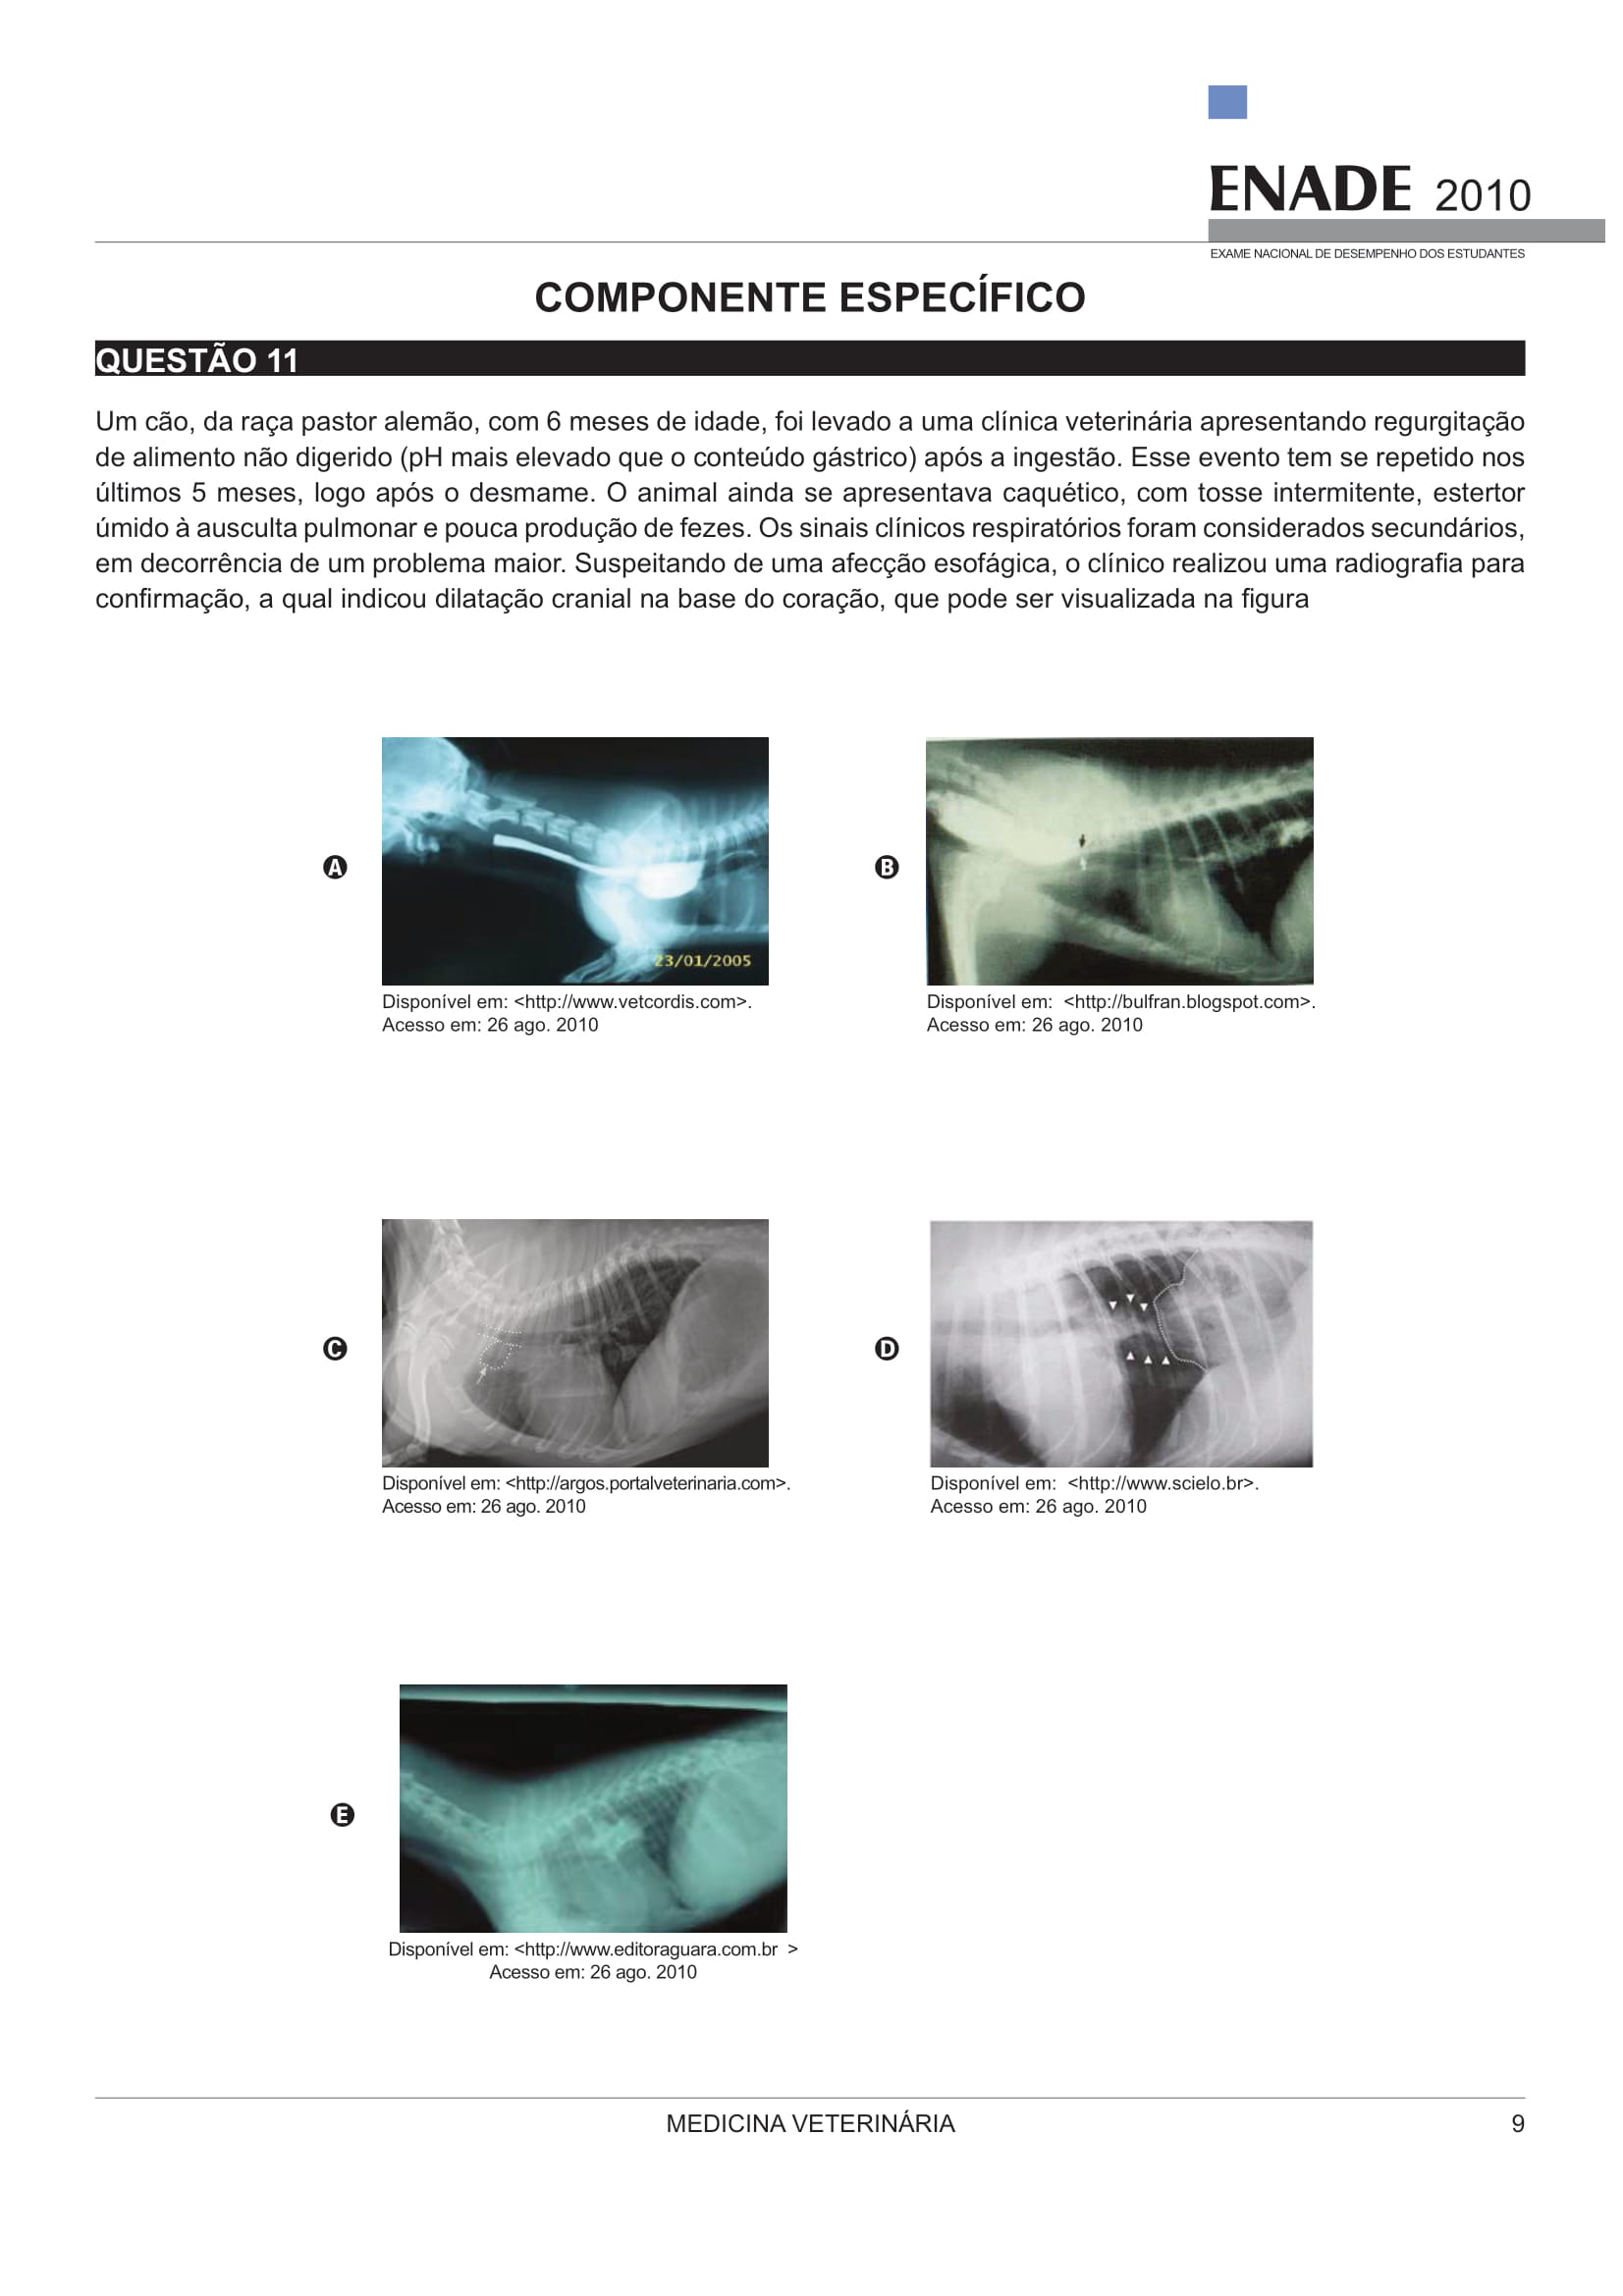 ENADE 2010
EXAME NACIONAL DE DESEMPENHO DOS ESTUDANTES
COMPONENTE ESPECÍFICO
QUESTÃO 11
Um cão, da raça pastor alemão, com 6 meses de idade, foi levado a uma clínica veterinária apresentando regurgitação
de alimento não digerido (pH mais elevado que o conteúdo gástrico) após a ingestão. Esse evento tem se repetido nos
últimos 5 meses, logo após o desmame. O animal ainda se apresentava caquético, com tosse intermitente, estertor
úmido à ausculta pulmonar e pouca produção de fezes. Os sinais clínicos respiratórios foram considerados secundários,
em decorrência de um problema maior. Suspeitando de uma afecção esofágica, o clínico realizou uma radiografia para
confirmação, a qual indicou dilatação cranial na base do coração, que pode ser visualizada na figura
A
23/01/2005
Disponível em: <http://www.vetcordis.com>.
Acesso em: 26 ago. 2010
B
Disponível em: <http://bulfran.blogspot.com>.
Acesso em: 26 ago. 2010
C
Disponível em: <http://argos.portalveterinaria.com>.
Acesso em: 26 ago. 2010
D
Disponível em: <http://www.scielo.br>.
Acesso em: 26 ago. 2010
E
Disponível em: <http://www.editoraguara.com.br >
Acesso em: 26 ago. 2010
MEDICINA VETERINÁRIA
9